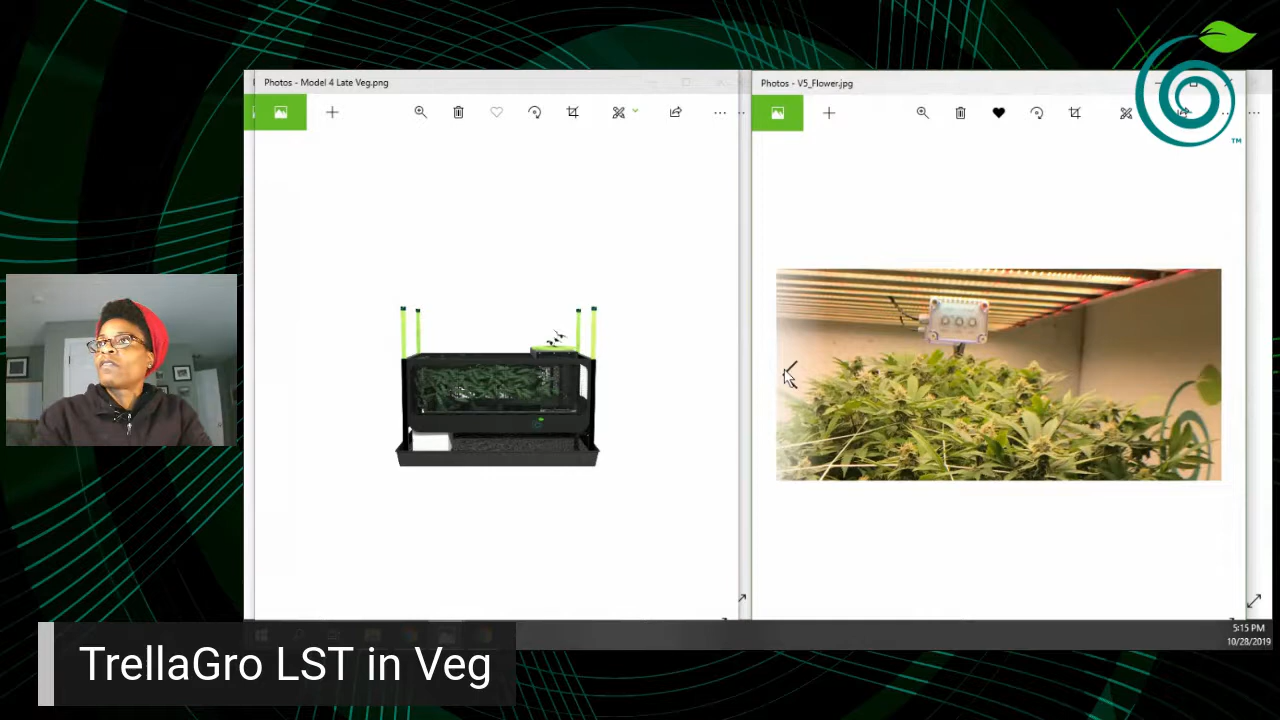 Photos - Model 4 Late Veg.png
Photos - V5_Flower.jpg
TM
5:15 PM
10/28/2019
TrellaGro LST in Veg